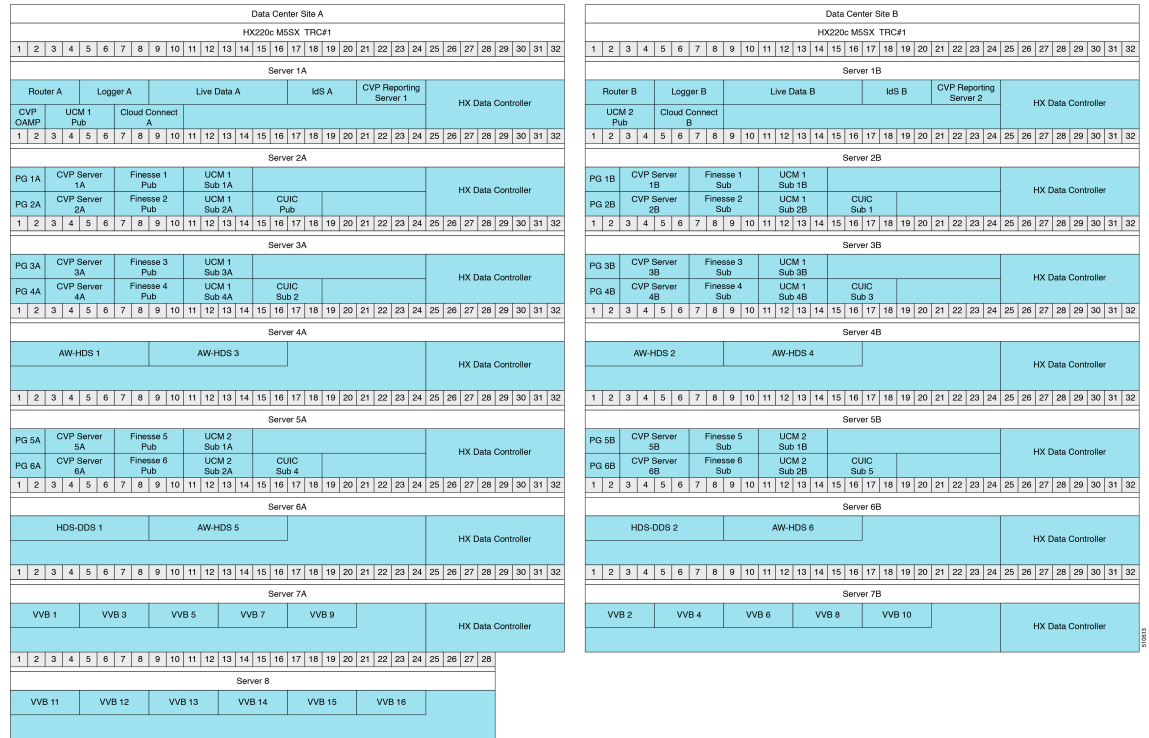 Data Center Site A
HX220c M5SX TRC#1
1 2 3 4 5 6 7 8 9 10 11 12 13 14 15 16 17 18 19 20 21 22 23 24 25 26 27 28 29 30 31 32
Server 1A
Router A Logger A Live Data A IdS A CVP Reporting
Server 1
HX Data Controller
CVP
OAMP
UCM 1
Pub
Cloud Connect
A
1 2 3 4 5 6 7 8 9 10 11 12 13 14 15 16 17 18 19 20 21 22 23 24 25 26 27 28 29 30 31 32
Server 2A
PG 1A
CVP Server
1A
Finesse 1
Pub
UCM 1
Sub 1A
HX Data Controller
PG 2A
CVP Server
2A
Finesse 2
Pub
UCM 1
Sub 2A
CUIC
Pub
1 2 3 4 5 6 7 8 9 10 11 12 13 14 15 16 17 18 19 20 21 22 23 24 25 26 27 28 29 30 31 32
Server 3A
PG 3A
CVP Server
3A
Finesse 3
Pub
UCM 1
Sub 3A
HX Data Controller
PG 4A
CVP Server
4A
Finesse 4
Pub
UCM 1
Sub 4A
CUIC
Sub 2
1 2 3 4 5 6 7 8 9 10 11 12 13 14 15 16 17 18 19 20 21 22 23 24 25 26 27 28 29 30 31 32
Server 4A
AW-HDS 1 AW-HDS 3
HX Data Controller
1 2 3 4 5 6 7 8 9 10 11 12 13 14 15 16 17 18 19 20 21 22 23 24 25 26 27 28 29 30 31 32
Server 5A
PG 5A
CVP Server
5A
Finesse 5
Pub
UCM 2
Sub 1A
HX Data Controller
PG 6A
CVP Server
6A
Finesse 6
Pub
UCM 2
Sub 2A
CUIC
Sub 4
1 2 3 4 5 6 7 8 9 10 11 12 13 14 15 16 17 18 19 20 21 22 23 24 25 26 27 28 29 30 31 32
Server 6A
HDS-DDS 1 AW-HDS 5
HX Data Controller
1 2 3 4 5 6 7 8 9 10 11 12 13 14 15 16 17 18 19 20 21 22 23 24 25 26 27 28 29 30 31 32
Server 7A
VVB 1 VVB 3 VVB 5 VVB 7 VVB 9
HX Data Controller
1 2 3 4 5 6 7 8 9 10 11 12 13 14 15 16 17 18 19 20 21 22 23 24 25 26 27 28
Server 8
VVB 11 VVB 12 VVB 13 VVB 14 VVB 15 VVB 16
Data Center Site B
HX220c M5SX TRC#1
1 2 3 4 5 6 7 8 9 10 11 12 13 14 15 16 17 18 19 20 21 22 23 24 25 26 27 28 29 30 31 32
Server 1B
Router B Logger B Live Data B IdS B CVP Reporting
Server 2
HX Data Controller
UCM 2
Pub
Cloud Connect
B
1 2 3 4 5 6 7 8 9 10 11 12 13 14 15 16 17 18 19 20 21 22 23 24 25 26 27 28 29 30 31 32
Server 2B
PG 1B
CVP Server
1B
Finesse 1
Sub
UCM 1
Sub 1B
HX Data Controller
PG 2B
CVP Server
2B
Finesse 2
Sub
UCM 1
Sub 2B
CUIC
Sub 1
1 2 3 4 5 6 7 8 9 10 11 12 13 14 15 16 17 18 19 20 21 22 23 24 25 26 27 28 29 30 31 32
Server 3B
PG 3B
CVP Server
3B
Finesse 3
Sub
UCM 1
Sub 3B
HX Data Controller
PG 4B
CVP Server
4B
Finesse 4
Sub
UCM 1
Sub 4B
CUIC
Sub 3
1 2 3 4 5 6 7 8 9 10 11 12 13 14 15 16 17 18 19 20 21 22 23 24 25 26 27 28 29 30 31 32
Server 4B
AW-HDS 2 AW-HDS 4
HX Data Controller
1 2 3 4 5 6 7 8 9 10 11 12 13 14 15 16 17 18 19 20 21 22 23 24 25 26 27 28 29 30 31 32
Server 5B
PG 5B
CVP Server
5B
Finesse 5
Sub
UCM 2
Sub 1B
HX Data Controller
PG 6B
CVP Server
6B
Finesse 6
Sub
UCM 2
Sub 2B
CUIC
Sub 5
1 2 3 4 5 6 7 8 9 10 11 12 13 14 15 16 17 18 19 20 21 22 23 24 25 26 27 28 29 30 31 32
Server 6B
HDS-DDS 2 AW-HDS 6
HX Data Controller
1 2 3 4 5 6 7 8 9 10 11 12 13 14 15 16 17 18 19 20 21 22 23 24 25 26 27 28 29 30 31 32
Server 7B
VVB 2 VVB 4 VVB 6 VVB 8 VVB 10
HX Data Controller
510813